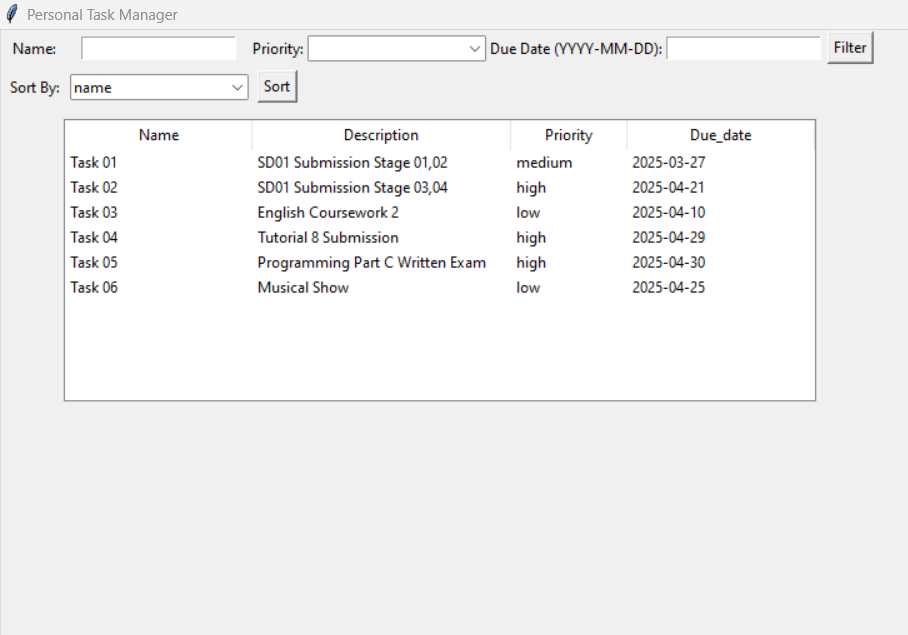 Personal Task Manager
Name: Priority: Due Date (YYYY-MM-DD): Filter
Sort By: name Sort
Name Description Priority Due_date
Task 01 SD01 Submission Stage 01,02 medium 2025-03-27
Task 02 SD01 Submission Stage 03,04 high 2025-04-21
Task 03 English Coursework 2 low 2025-04-10
Task 04 Tutorial 8 Submission high 2025-04-29
Task 05 Programming Part C Written Exam high 2025-04-30
Task 06 Musical Show low 2025-04-25